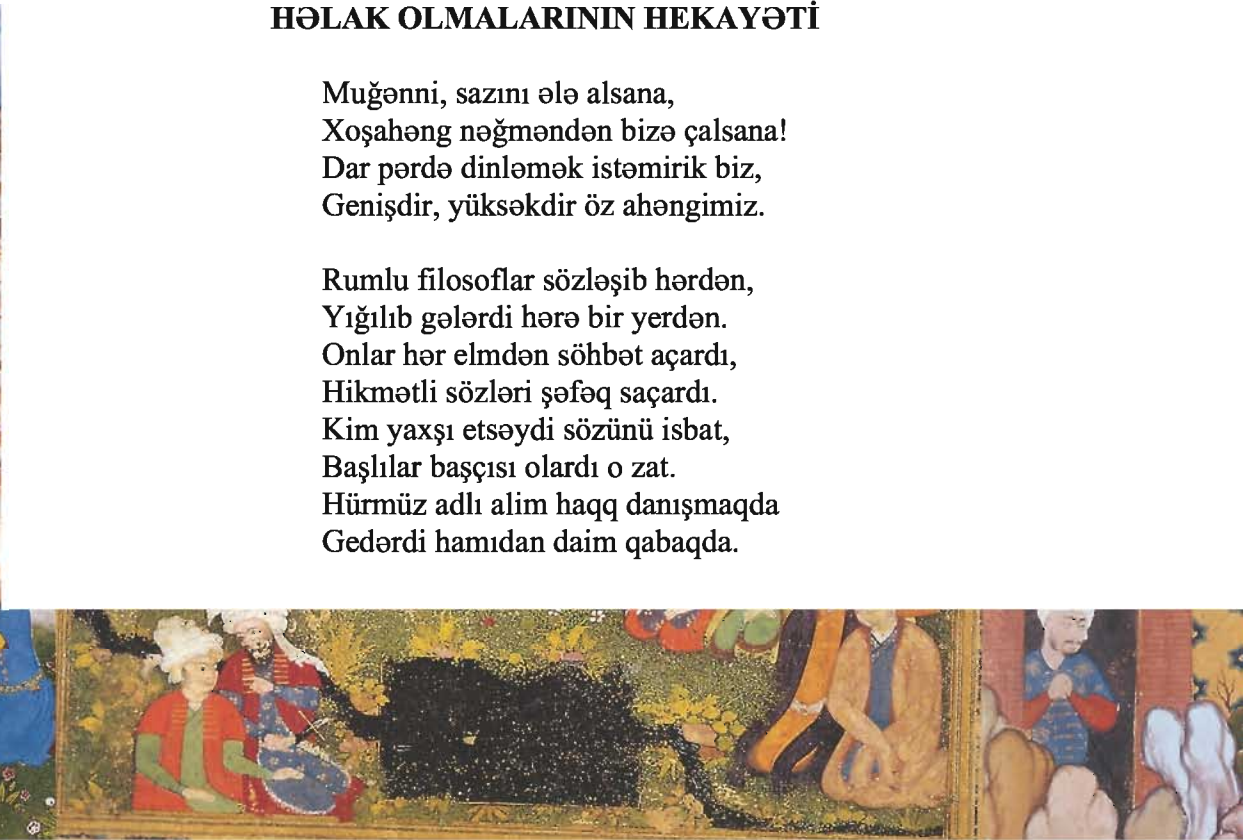 HƏLAK OLMALARININ HEKAYƏTİ

Muğənni, sazını ələ alsana,
Xoşahəng nəğməndən bizə çalsana!
Dar pərdə dinləmək istəmirik biz,
Genişdir, yüksəkdir öz ahəngimiz.

Rumlu filosoflar sözləşib hərdən,
Yığılıb gələrdi hərə bir yerdən.
Onlar hər elmdən söhbət açardı,
Hikmətli sözləri şəfəq saçardı.
Kim yaxşı etsəydi sözünü isbat,
Başlılar başçısı olardı o zat.
Hürmüz adlı alim haqq danışmaqda
Gedərdi hamıdan daim qabaqda.